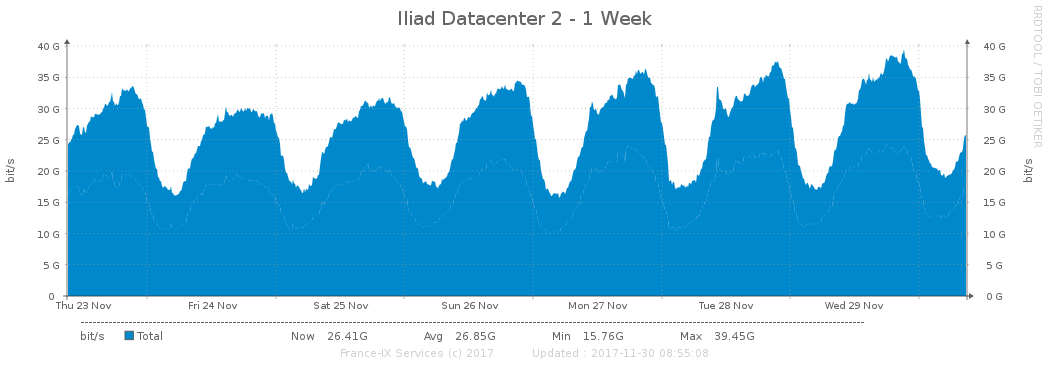 Iliad Datacenter 2 - 1 Week
RRDTOOL / TOBI OETIKER
40 G 40 G
35 G 35 G
30 G 30 G
25 G 25 G
20 G 20 G
15 G 15 G
10 G 10 G
5 G 5 G
0 0 G
bit/s bit/s
Thu 23 Nov Fri 24 Nov Sat 25 Nov Sun 26 Nov Mon 27 Nov Tue 28 Nov Wed 29 Nov
bit/s Total Now 26.41G Avg 26.85G Min 15.76G Max 39.45G
France-IX Services (c) 2017 Updated : 2017-11-30 08:55:08